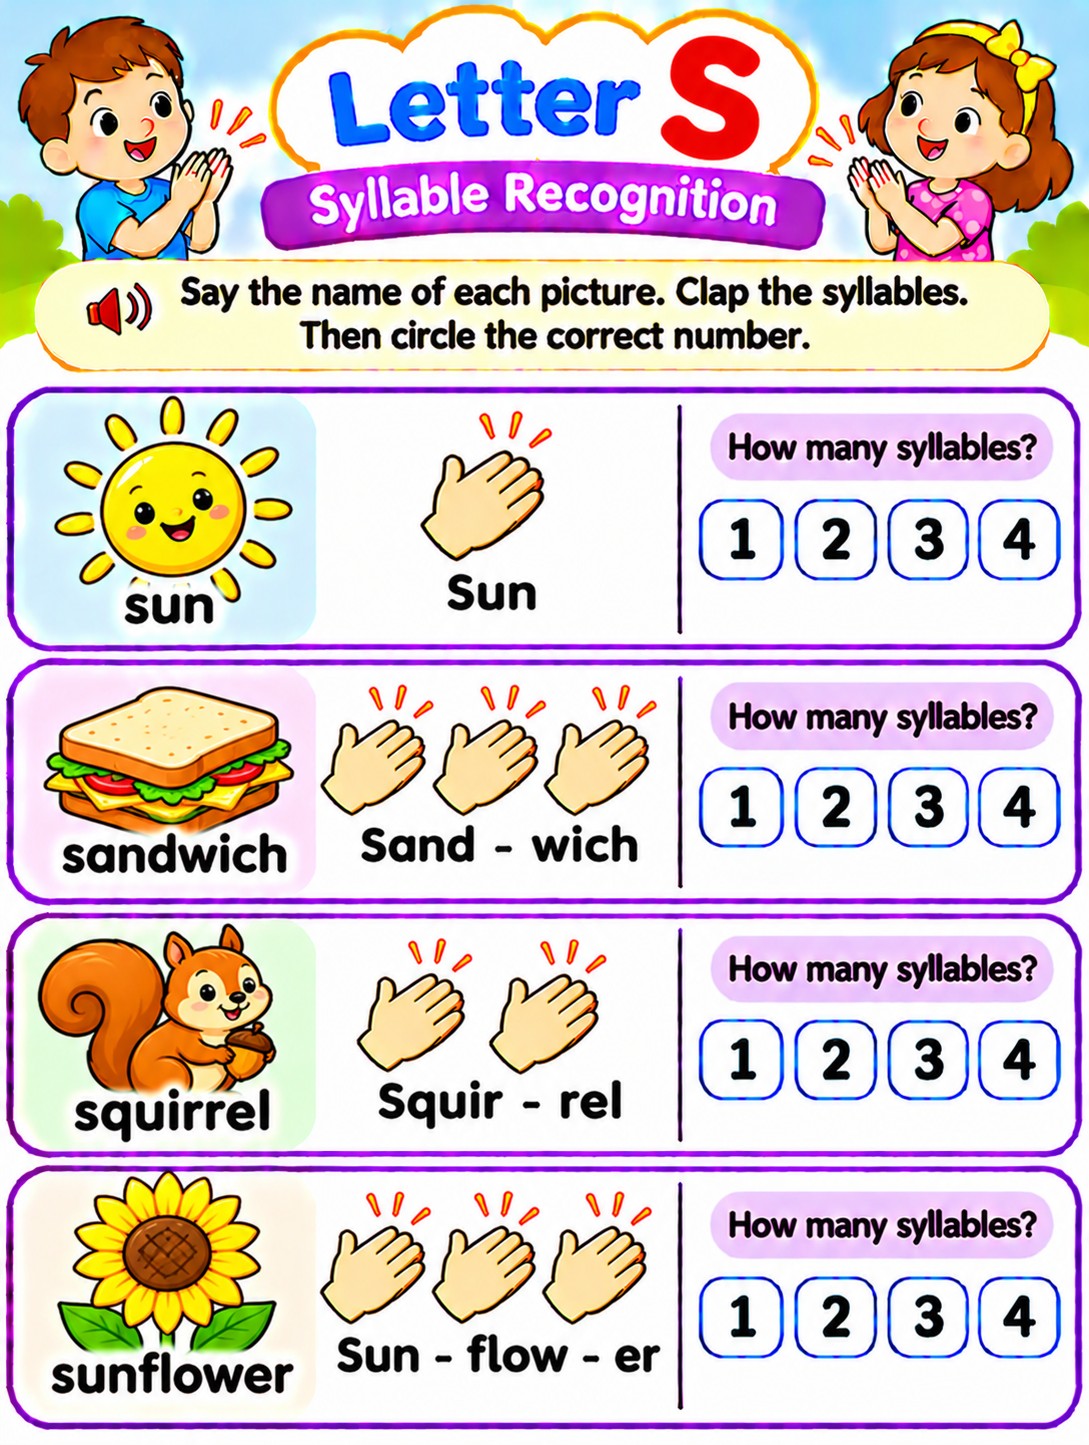 Letter S
Syllable Recognition
Say the name of each picture. Clap the syllables.
Then circle the correct number.
sun
Sun
How many syllables?
1 2 3 4
sandwich
Sand - wich
How many syllables?
1 2 3 4
squirrel
Squir - rel
How many syllables?
1 2 3 4
sunflower
Sun - flow - er
How many syllables?
1 2 3 4